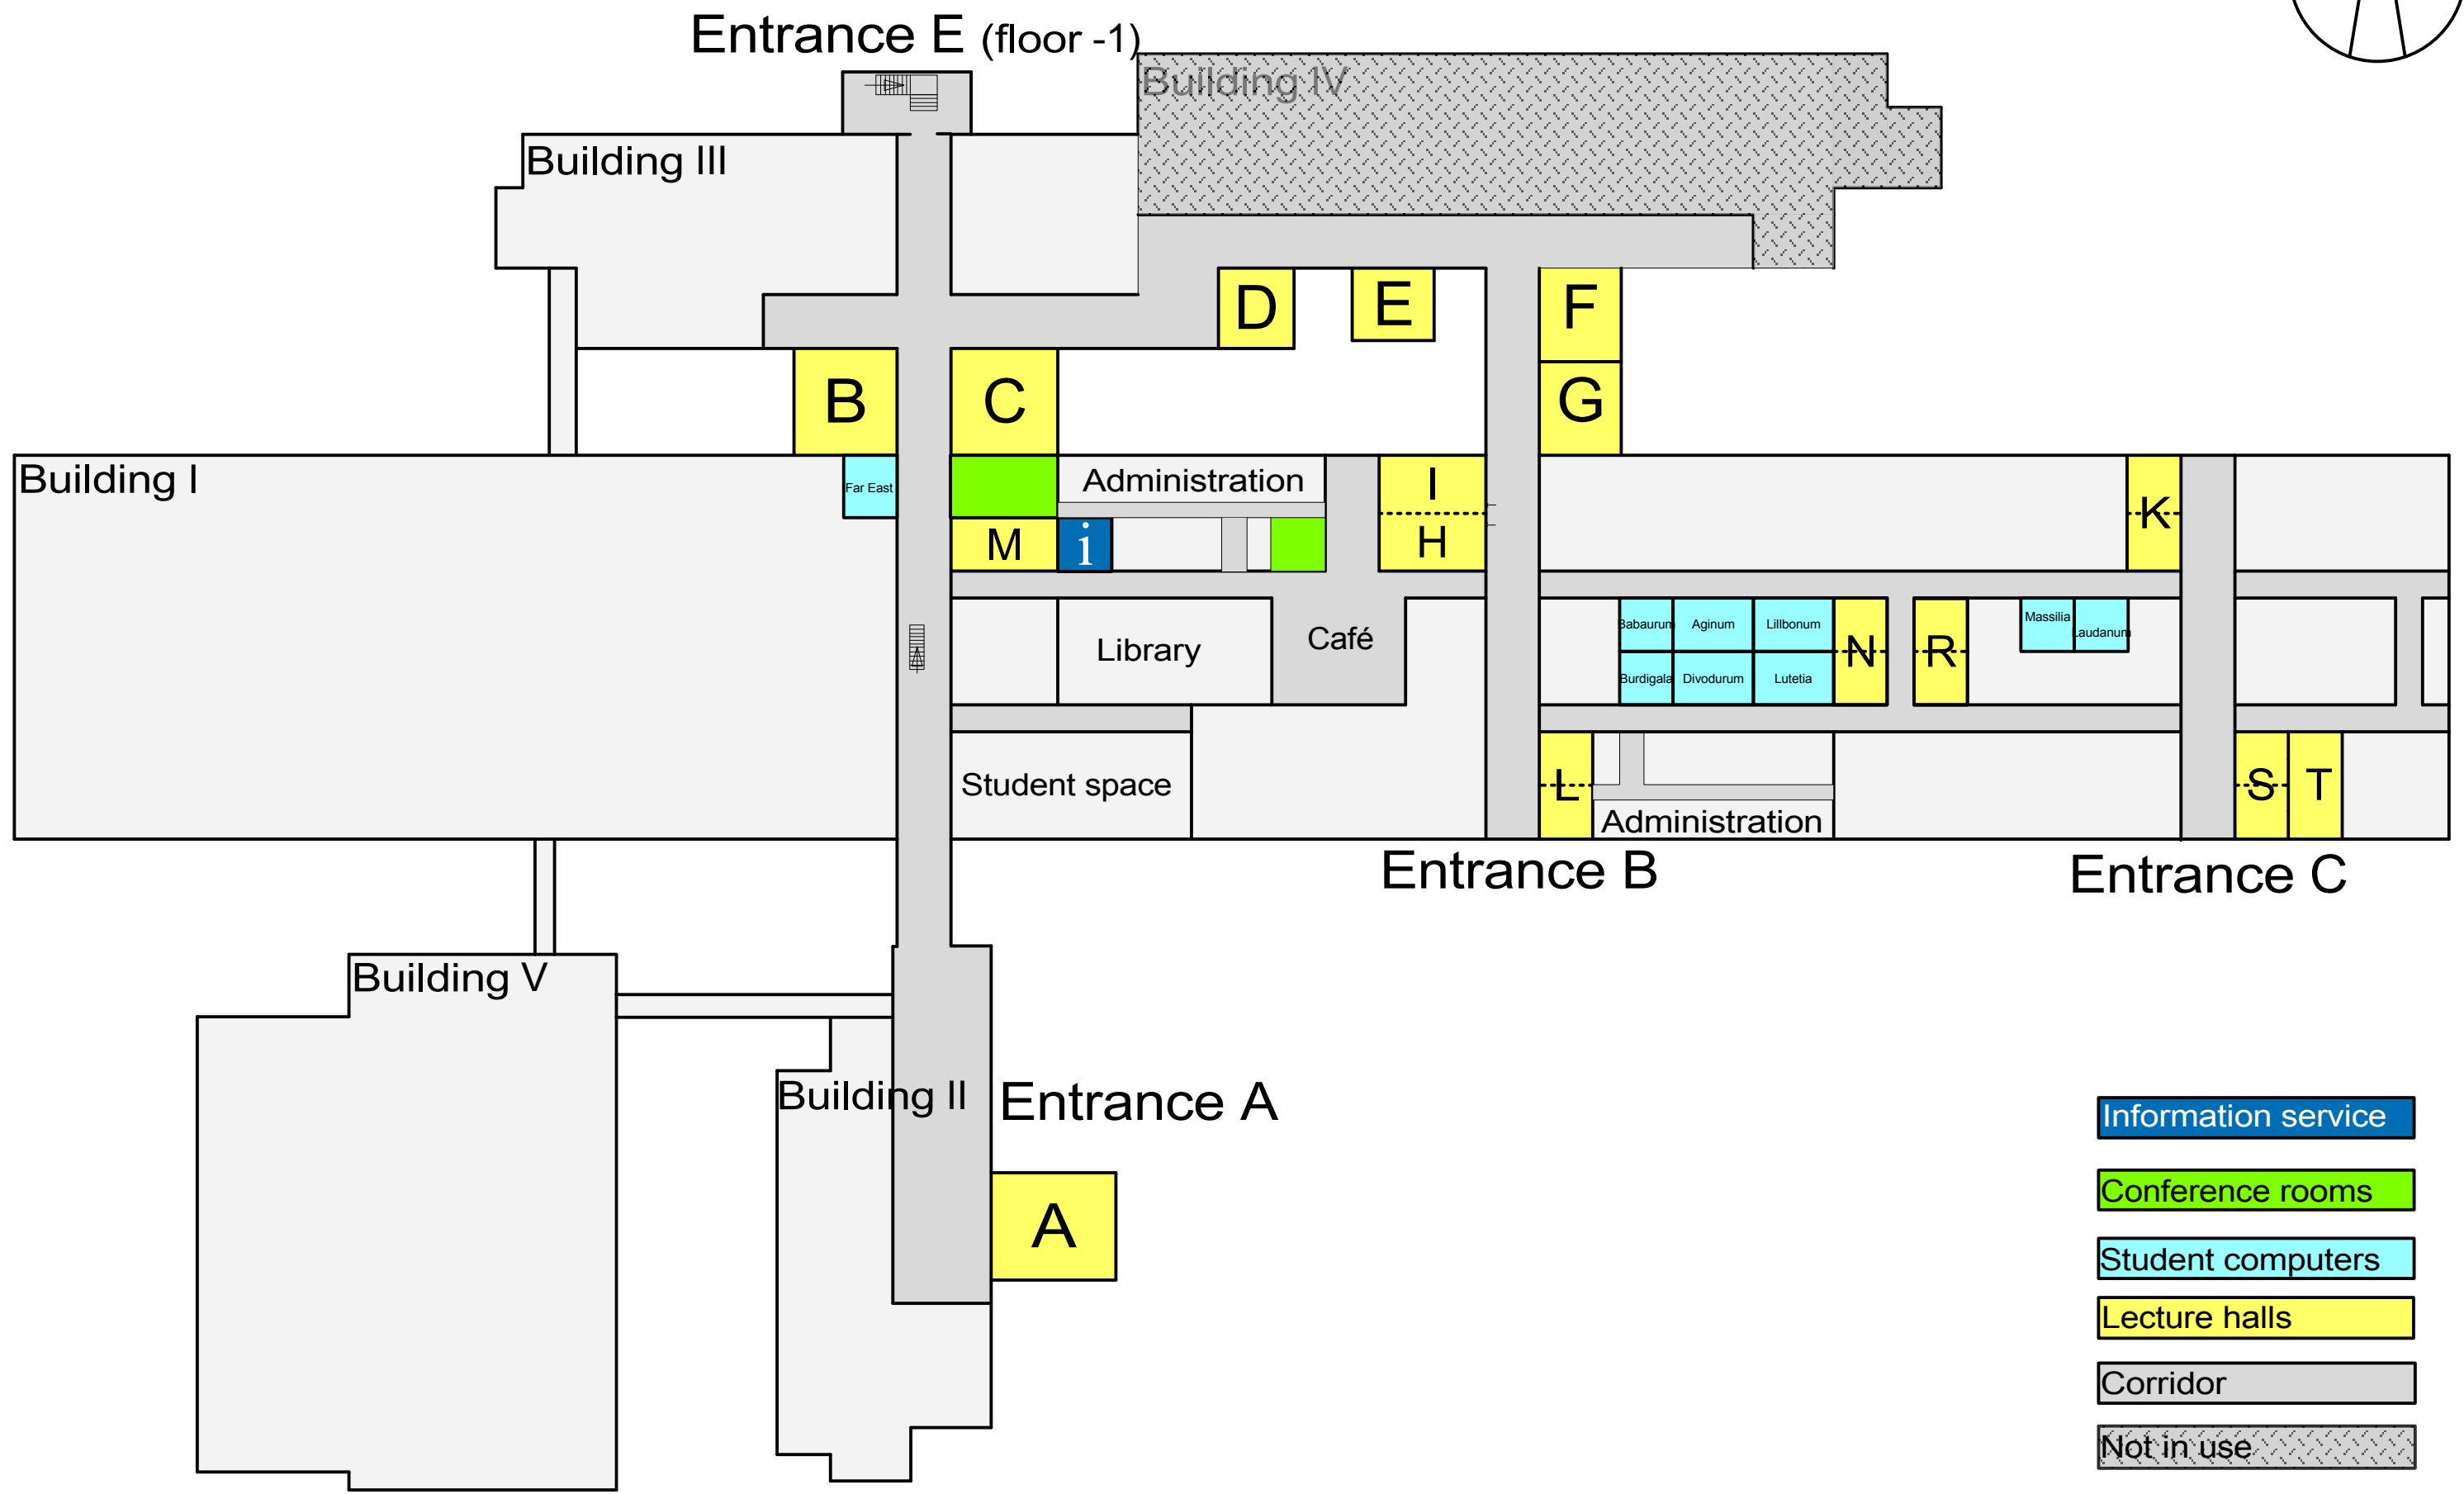 Entrance E (floor -1)
Building IV
Building III
D
E
F
B
C
G
Building I
Far East
Administration
I
K
M
i
H
Library
Café
Babaurum
Aginum
Lillbonum
N
R
Massilia
Laudanum
Burdigala
Divodurum
Lutetia
Student space
L
Administration
S
T
Entrance B
Entrance C
Building V
Building II
Entrance A
A
Information service
Conference rooms
Student computers
Lecture halls
Corridor
Not in use